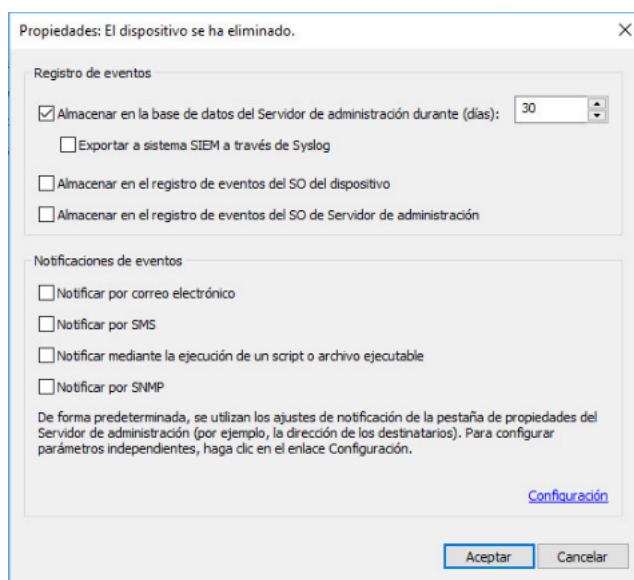 Propiedades: El dispositivo se ha eliminado.
Registro de eventos
Almacenar en la base de datos del Servidor de administración durante (días): 30
Exportar a sistema SIEM a través de Syslog
Almacenar en el registro de eventos del SO del dispositivo
Almacenar en el registro de eventos del SO de Servidor de administración
Notificaciones de eventos
Notificar por correo electrónico
Notificar por SMS
Notificar mediante la ejecución de un script o archivo ejecutable
Notificar por SNMP
De forma predeterminada, se utilizan los ajustes de notificación de la pestaña de propiedades del
Servidor de administración (por ejemplo, la dirección de los destinatarios). Para configurar
parámetros independientes, haga clic en el enlace Configuración.
Configuración
Aceptar Cancelar